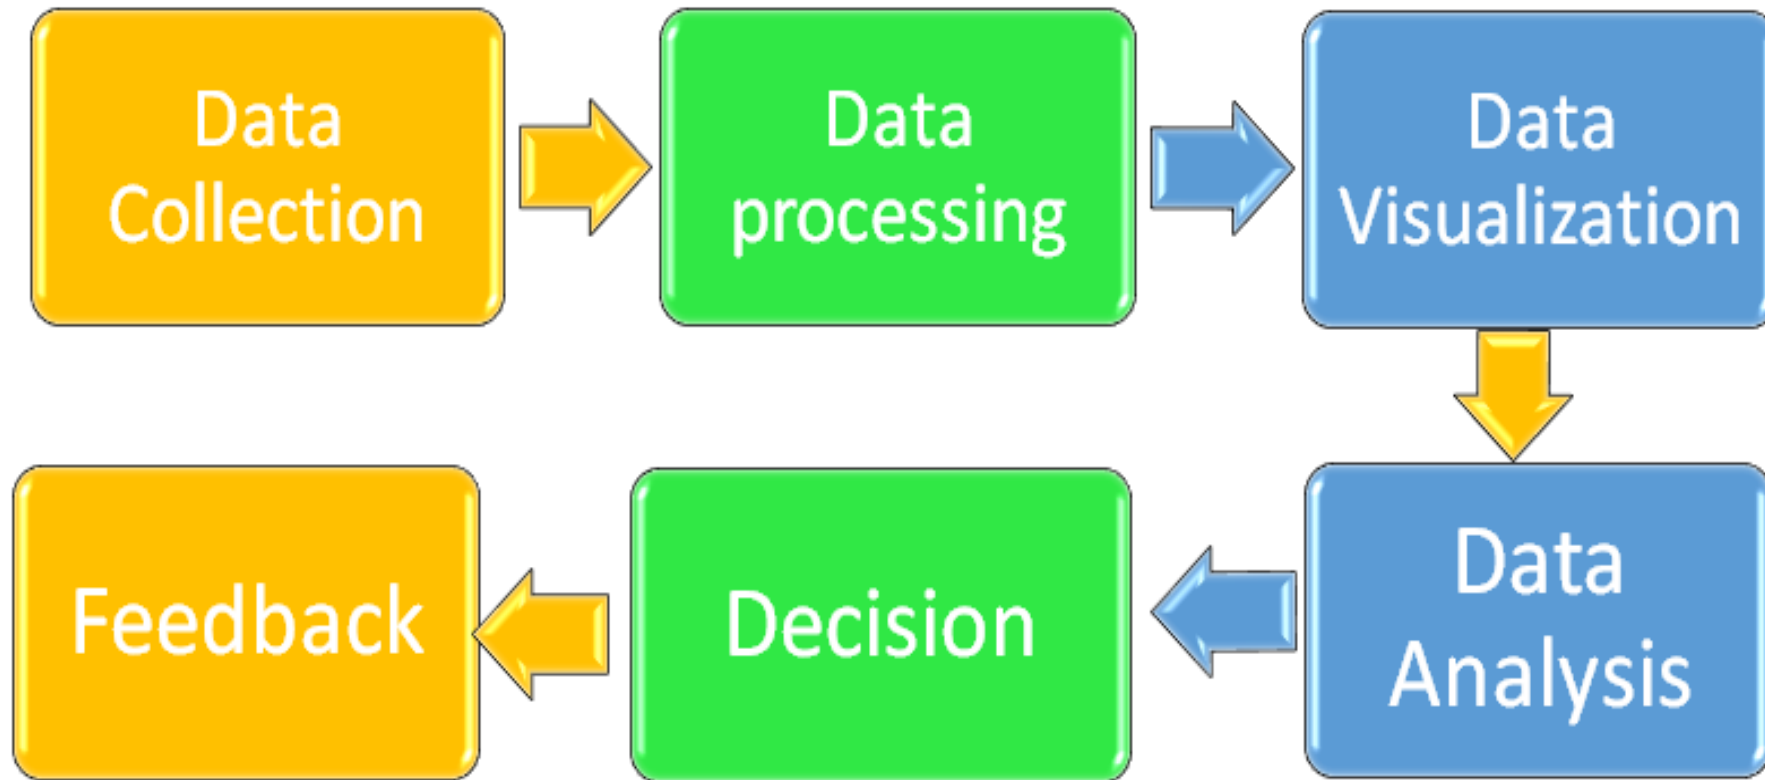 Data
Collection
Data
processing
Data
Visualization
Data
Analysis
Decision
Feedback